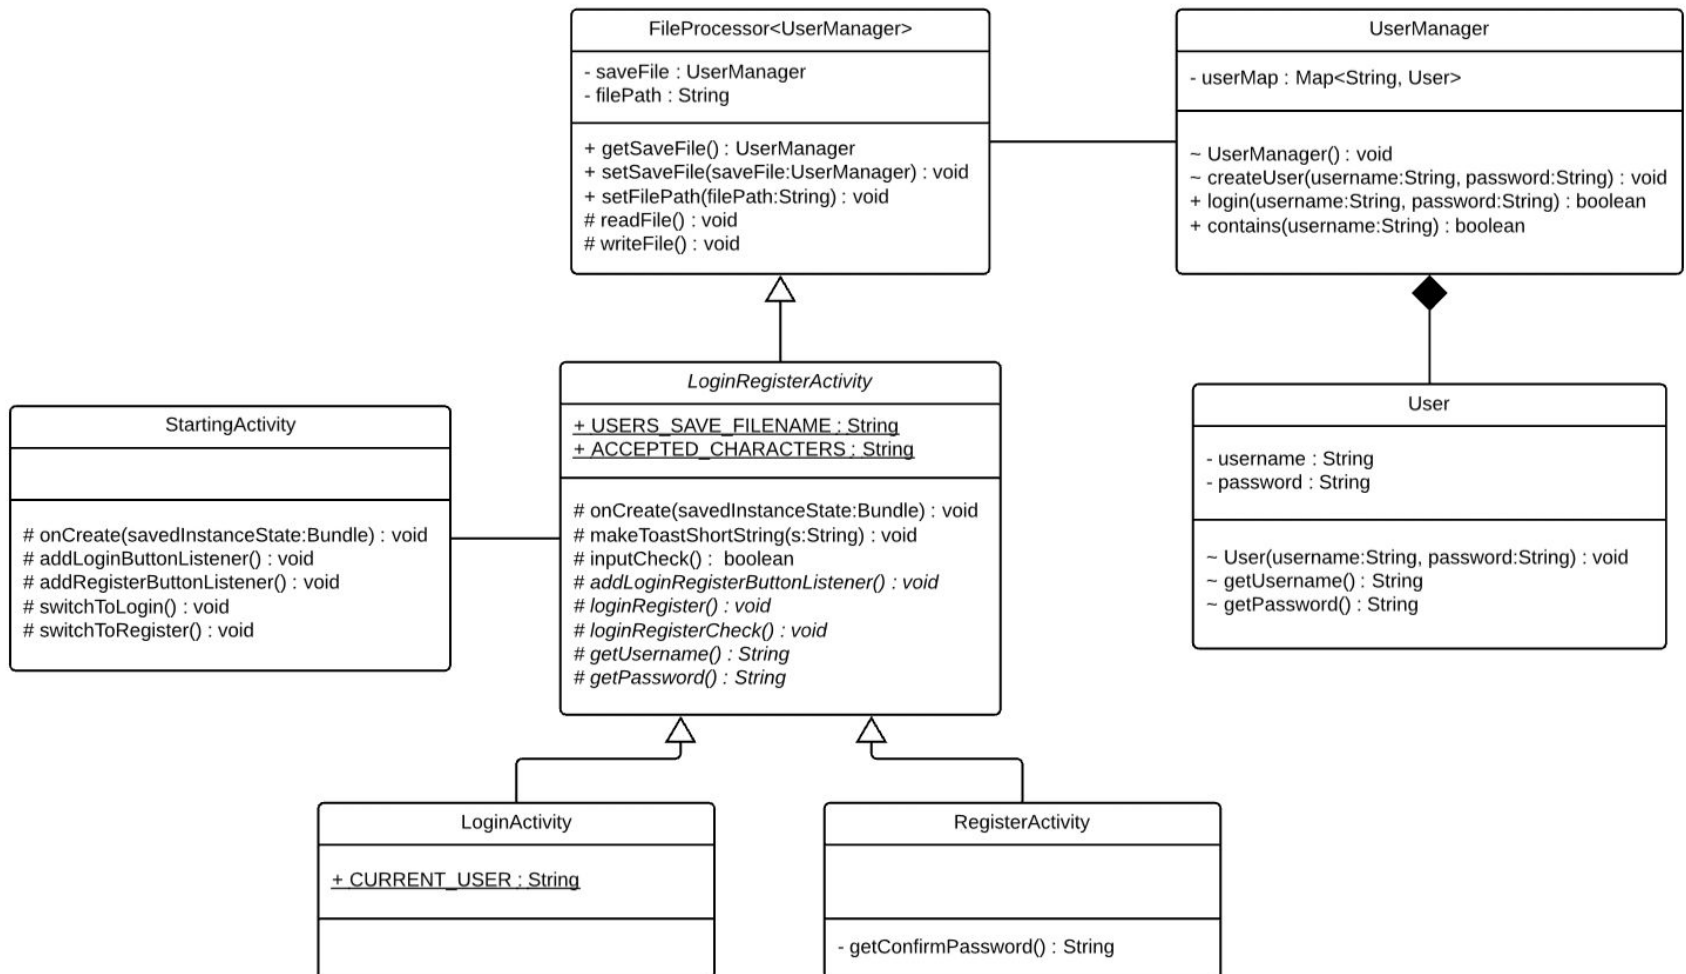 FileProcessor<UserManager>
- saveFile : UserManager
- filePath : String
+ getSaveFile() : UserManager
+ setSaveFile(saveFile:UserManager) : void
+ setFilePath(filePath:String) : void
# readFile() : void
# writeFile() : void
UserManager
- userMap : Map<String, User>
~ UserManager() : void
~ createUser(username:String, password:String) : void
+ login(username:String, password:String) : boolean
+ contains(username:String) : boolean
StartingActivity
# onCreate(savedInstanceState:Bundle) : void
# addLoginButtonListener() : void
# addRegisterButtonListener() : void
# switchToLogin() : void
# switchToRegister() : void
LoginRegisterActivity
+ USERS_SAVE_FILENAME : String
+ ACCEPTED_CHARACTERS : String
# onCreate(savedInstanceState:Bundle) : void
# makeToastShortString(s:String) : void
# inputCheck() : boolean
# addLoginRegisterButtonListener() : void
# loginRegister() : void
# loginRegisterCheck() : void
# getUsername() : String
# getPassword() : String
User
- username : String
- password : String
~ User(username:String, password:String) : void
~ getUsername() : String
~ getPassword() : String
LoginActivity
+ CURRENT_USER : String
RegisterActivity
- getConfirmPassword() : String